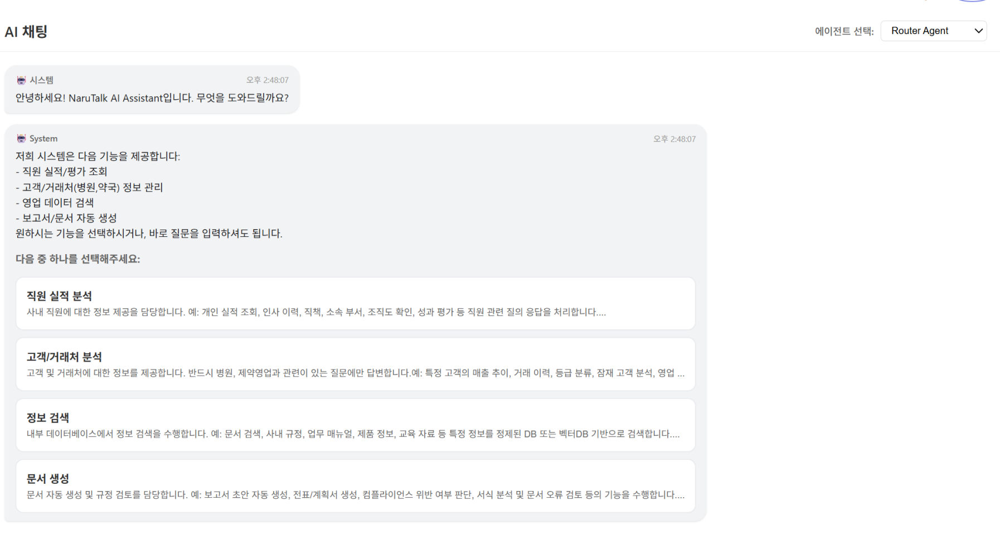 AI 채팅
에이전트 선택:
Router Agent
시스템
오후 2:48:07
안녕하세요! NaruTalk AI Assistant입니다. 무엇을 도와드릴까요?
System
오후 2:48:07
저희 시스템은 다음 기능을 제공합니다:
- 직원 실적/평가 조회
- 고객/거래처(병원,약국) 정보 관리
- 영업 데이터 검색
- 보고서/문서 자동 생성
원하시는 기능을 선택하시거나, 바로 질문을 입력하셔도 됩니다.
다음 중 하나를 선택해주세요:
직원 실적 분석
사내 직원에 대한 정보 제공을 담당합니다. 예: 개인 실적 조회, 인사 이력, 직책, 소속 부서, 조직도 확인, 성과 평가 등 직원 관련 질의 응답을 처리합니다....
고객/거래처 분석
고객 및 거래처에 대한 정보를 제공합니다. 반드시 병원, 제약영업과 관련이 있는 질문에만 답변합니다.예: 특정 고객의 매출 추이, 거래 이력, 등급 분류, 잠재 고객 분석, 영업 ...
정보 검색
내부 데이터베이스에서 정보 검색을 수행합니다. 예: 문서 검색, 사내 규정, 업무 매뉴얼, 제품 정보, 교육 자료 등 특정 정보를 정제된 DB 또는 벡터DB 기반으로 검색합니다....
문서 생성
문서 자동 생성 및 규정 검토를 담당합니다. 예: 보고서 초안 자동 생성, 전표/계획서 생성, 컴플라이언스 위반 여부 판단, 서식 분석 및 문서 오류 검토 등의 기능을 수행합니다....